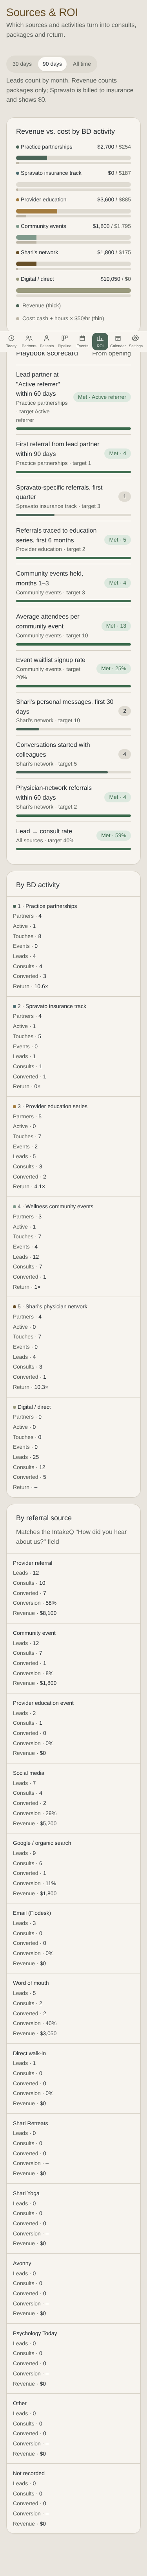 Sources & ROI
Which sources and activities turn into consults, packages and revenue.
30 days
90 days
All time
Leads count by month. Revenue counts packages only; Spravato is billed to insurance and shows $0.
Revenue vs. cost by BD activity
Practice partnerships $2,700 / $254
Spravato insurance track $0 / $187
Provider education $3,600 / $885
Community events $1,800 / $1,795
Shari's network $1,800 / $175
Digital / direct $10,050 / $0
Revenue (thick)
Cost: cash + hours × $50/hr (thin)
Today Partners Patients Pipeline Events ROI Calendar Settings
Playbook scorecard From opening
Lead partner at "Active referrer" within 60 days
Practice partnerships · target Active referrer
Met · Active referrer
First referral from lead partner within 90 days
Practice partnerships · target 1
Met · 4
Spravato-specific referrals, first quarter
Spravato insurance track · target 3
1
Referrals traced to education series, first 6 months
Provider education · target 2
Met · 5
Community events held, months 1–3
Community events · target 3
Met · 4
Average attendees per community event
Community events · target 10
Met · 13
Event waitlist signup rate
Community events · target 20%
Met · 25%
Shari's personal messages, first 30 days
Shari's network · target 10
2
Conversations started with colleagues
Shari's network · target 5
4
Physician-network referrals within 60 days
Shari's network · target 2
Met · 4
Lead → consult rate
All sources · target 40%
Met · 59%
By BD activity
1 · Practice partnerships
Partners · 4
Active · 1
Touches · 8
Events · 0
Leads · 4
Consults · 4
Converted · 3
Return · 10.6×
2 · Spravato insurance track
Partners · 4
Active · 1
Touches · 5
Events · 0
Leads · 1
Consults · 1
Converted · 1
Return · 0×
3 · Provider education series
Partners · 5
Active · 0
Touches · 7
Events · 2
Leads · 5
Consults · 3
Converted · 2
Return · 4.1×
4 · Wellness community events
Partners · 3
Active · 1
Touches · 7
Events · 4
Leads · 12
Consults · 7
Converted · 1
Return · 1×
5 · Shari's physician network
Partners · 4
Active · 0
Touches · 7
Events · 0
Leads · 4
Consults · 3
Converted · 1
Return · 10.3×
Digital / direct
Partners · 0
Active · 0
Touches · 0
Events · 0
Leads · 25
Consults · 12
Converted · 5
Return · –
By referral source
Matches the IntakeQ "How did you hear about us?" field
Provider referral
Leads · 12
Consults · 10
Converted · 7
Conversion · 58%
Revenue · $8,100
Community event
Leads · 12
Consults · 7
Converted · 1
Conversion · 8%
Revenue · $1,800
Provider education event
Leads · 2
Consults · 1
Converted · 0
Conversion · 0%
Revenue · $0
Social media
Leads · 7
Consults · 4
Converted · 2
Conversion · 29%
Revenue · $5,200
Google / organic search
Leads · 9
Consults · 6
Converted · 1
Conversion · 11%
Revenue · $1,800
Email (Flodesk)
Leads · 3
Consults · 0
Converted · 0
Conversion · 0%
Revenue · $0
Word of mouth
Leads · 5
Consults · 2
Converted · 2
Conversion · 40%
Revenue · $3,050
Direct walk-in
Leads · 1
Consults · 0
Converted · 0
Conversion · 0%
Revenue · $0
Shari Retreats
Leads · 0
Consults · 0
Converted · 0
Conversion · –
Revenue · $0
Shari Yoga
Leads · 0
Consults · 0
Converted · 0
Conversion · –
Revenue · $0
Avonny
Leads · 0
Consults · 0
Converted · 0
Conversion · –
Revenue · $0
Psychology Today
Leads · 0
Consults · 0
Converted · 0
Conversion · –
Revenue · $0
Other
Leads · 0
Consults · 0
Converted · 0
Conversion · –
Revenue · $0
Not recorded
Leads · 0
Consults · 0
Converted · 0
Conversion · –
Revenue · $0